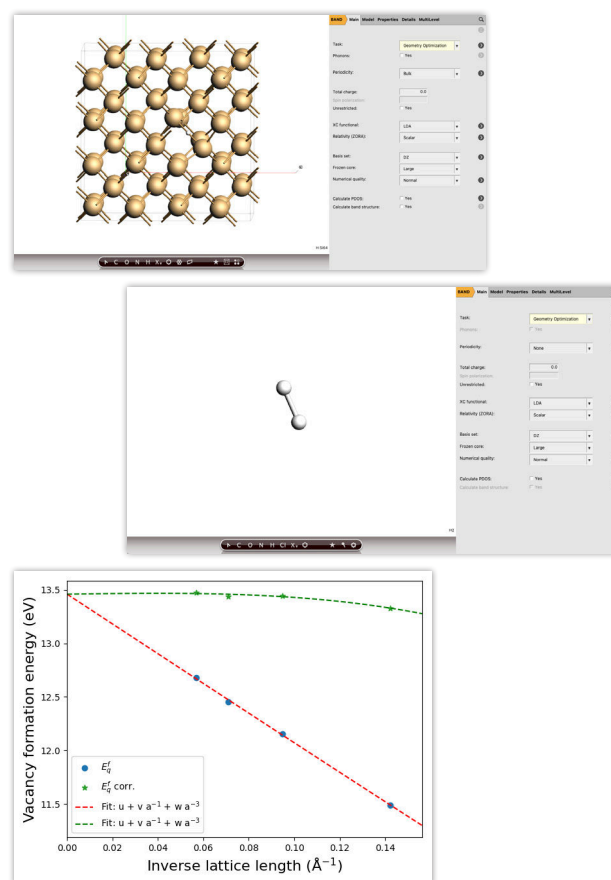 BAND Main Model Properties Details MultiLevel
Task: Geometry Optimization
Phonons: Yes
Periodicity: Bulk
Total charge: 0.0
Spin polarization:
Unrestricted: Yes
XC functional: LDA
Relativity (ZORA): Scalar
Basis set: DZ
Frozen core: Large
Numerical quality: Normal
Calculate PDOS: Yes
Calculate band structure: Yes
C O N H X
BAND Main Model Properties Details MultiLevel
Task: Geometry Optimization
Phonons: Yes
Periodicity: None
Total charge: 0.0
Spin polarization:
Unrestricted: Yes
XC functional: LDA
Relativity (ZORA): Scalar
Basis set: DZ
Frozen core: Large
Numerical quality: Normal
Calculate PDOS: Yes
Calculate band structure: Yes
H2
C O N H Cl X
Vacancy formation energy (eV)
13.5
13.0
12.5
12.0
11.5
E_q^f
E_q^f corr.
Fit: u + v a⁻¹ + w a⁻³
Fit: u + v a⁻¹ + w a⁻³
0.00 0.02 0.04 0.06 0.08 0.10 0.12 0.14
Inverse lattice length (Å⁻¹)